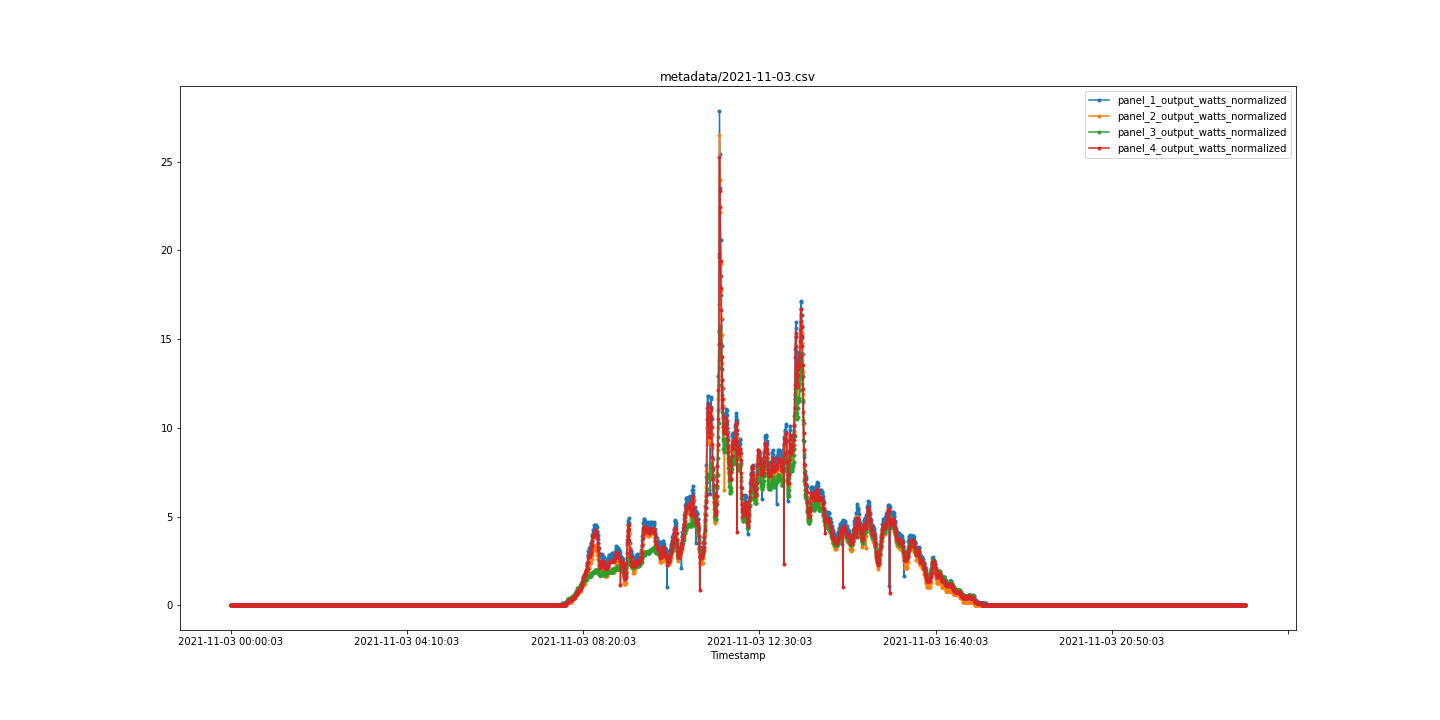 metadata/2021-11-03.csv
panel_1_output_watts_normalized
panel_2_output_watts_normalized
panel_3_output_watts_normalized
panel_4_output_watts_normalized
25
20
15
10
5
0
2021-11-03 00:00:03 2021-11-03 04:10:03 2021-11-03 08:20:03 2021-11-03 12:30:03 2021-11-03 16:40:03 2021-11-03 20:50:03
Timestamp